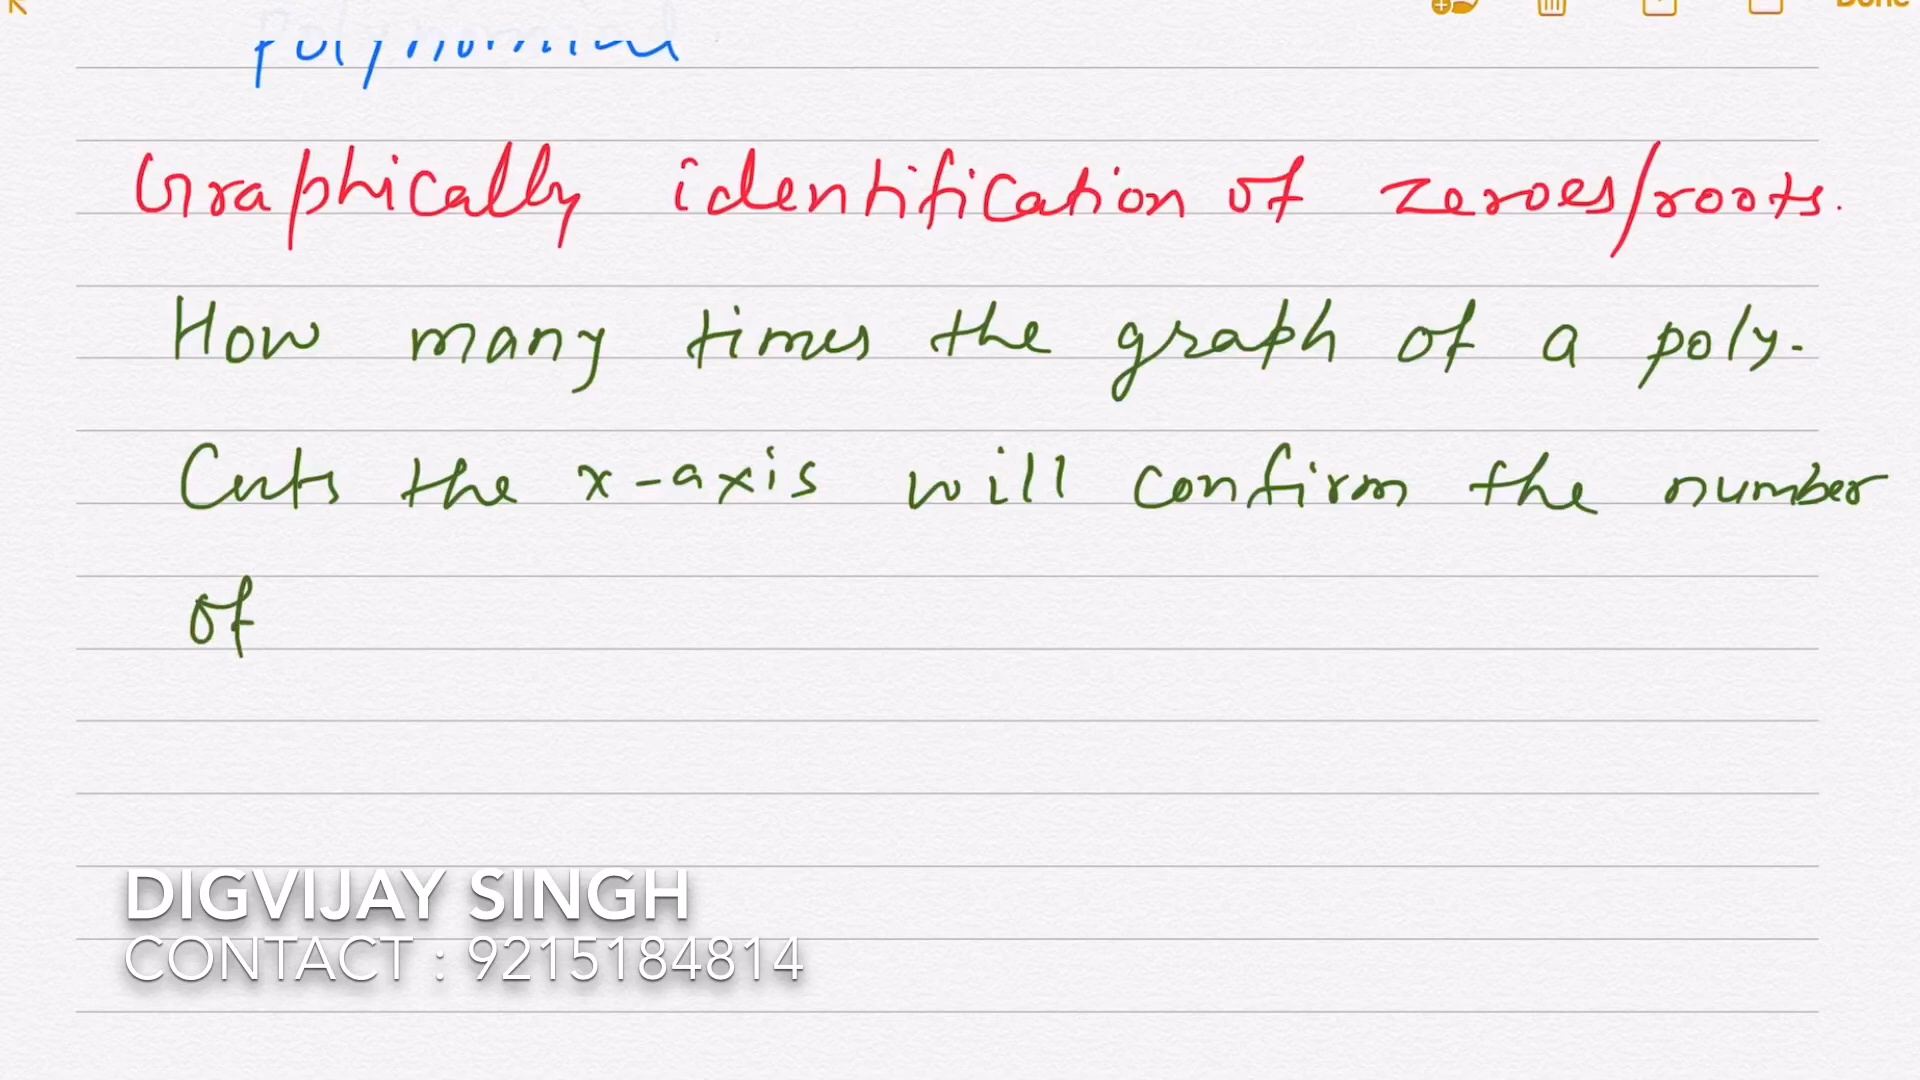 polynomial
Graphically identification of zeroes/roots.
How many times the graph of a poly.
Cuts the x-axis will confirm the number
of
DIGVIJAY SINGH
CONTACT : 9215184814